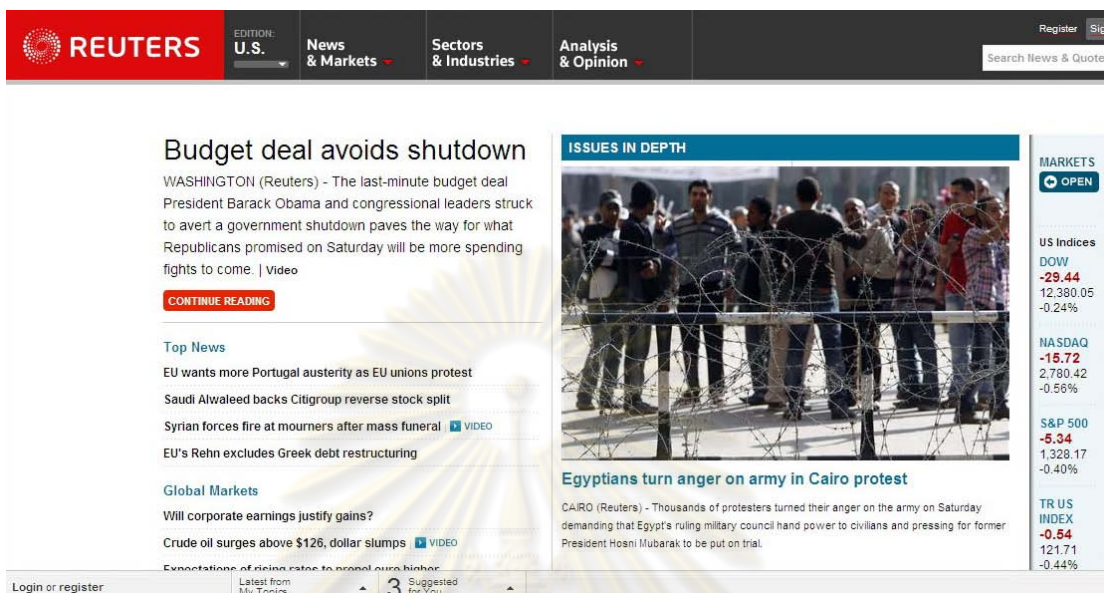 REUTERS
EDITION:
U.S.
News
& Markets
Sectors
& Industries
Analysis
& Opinion
Register
Search News & Quote
Budget deal avoids shutdown
WASHINGTON (Reuters) - The last-minute budget deal
President Barack Obama and congressional leaders struck
to avert a government shutdown paves the way for what
Republicans promised on Saturday will be more spending
fights to come. | Video
CONTINUE READING
Top News
EU wants more Portugal austerity as EU unions protest
Saudi Alwaleed backs Citigroup reverse stock split
Syrian forces fire at mourners after mass funeral VIDEO
EU's Rehn excludes Greek debt restructuring
Global Markets
Will corporate earnings justify gains?
Crude oil surges above $126, dollar slumps VIDEO
Expectations of rising rates to propel euro higher
ISSUES IN DEPTH
Egyptians turn anger on army in Cairo protest
CAIRO (Reuters) - Thousands of protesters turned their anger on the army on Saturday
demanding that Egypt's ruling military council hand power to civilians and pressing for former
President Hosni Mubarak to be put on trial.
MARKETS
OPEN
US Indices
DOW
-29.44
12,380.05
-0.24%
NASDAQ
-15.72
2,780.42
-0.56%
S&P 500
-5.34
1,328.17
-0.40%
TR US
INDEX
-0.54
121.71
-0.44%
Login or register
Latest from
My Topics
3 Suggested
for You